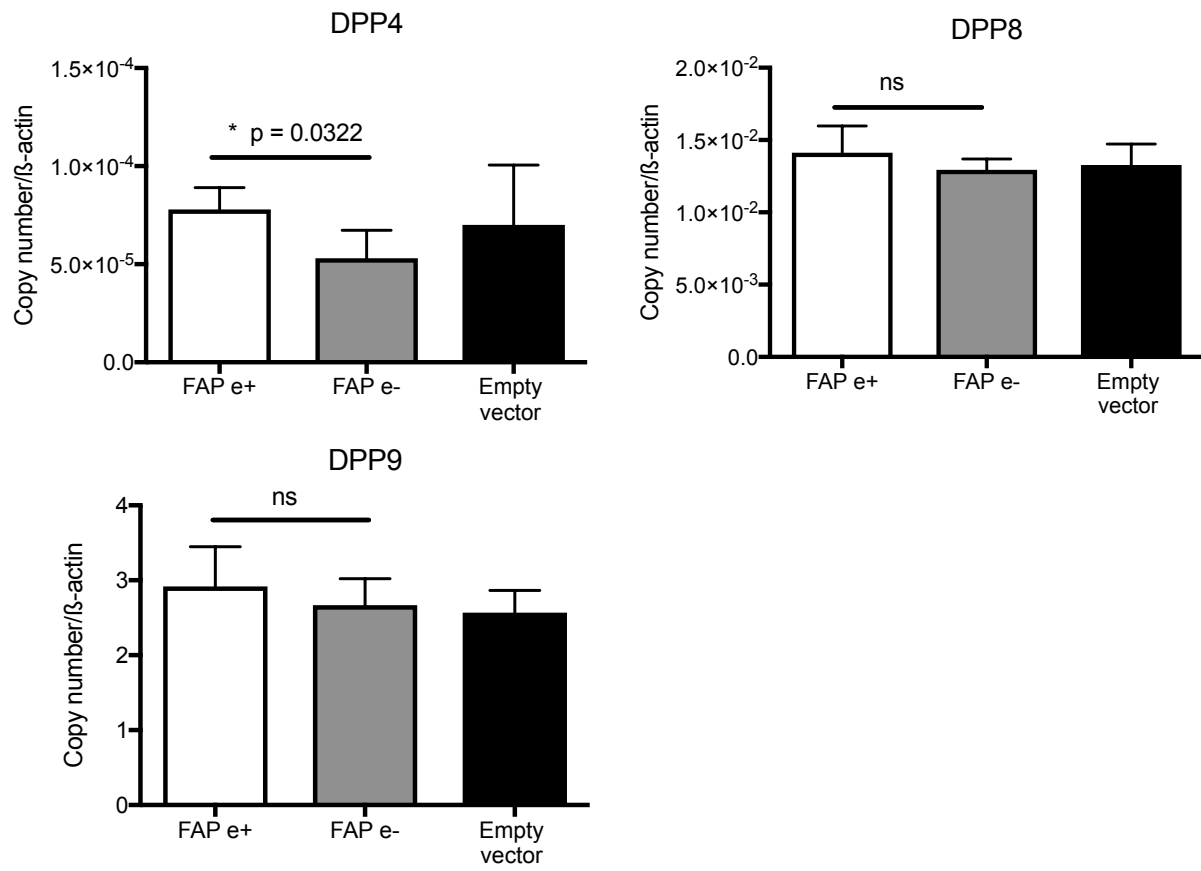 DPP4
1.5×10⁻⁴
1.0×10⁻⁴
5.0×10⁻⁵
0.0
Copy number/ß-actin
* p = 0.0322
FAP e+
FAP e-
Empty
vector
DPP8
2.0×10⁻²
1.5×10⁻²
1.0×10⁻²
5.0×10⁻³
0.0
Copy number/ß-actin
ns
FAP e+
FAP e-
Empty
vector
DPP9
4
3
2
1
0
Copy number/ß-actin
ns
FAP e+
FAP e-
Empty
vector